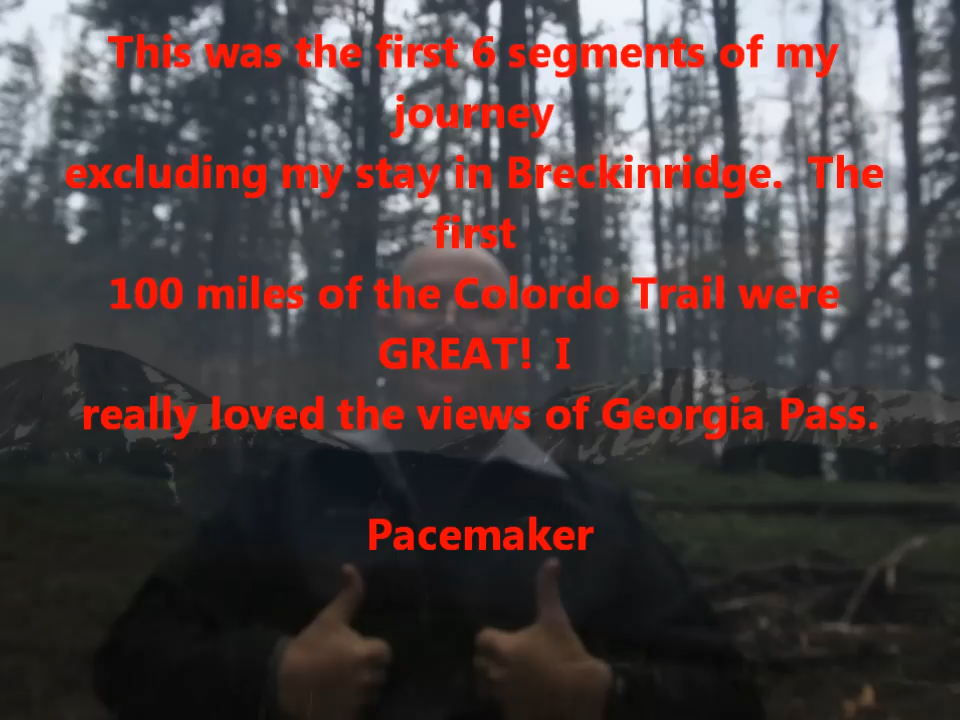 This was the first 6 segments of my
journey
excluding my stay in Breckinridge.  The
first
100 miles of the Colordo Trail were
GREAT!  I
really loved the views of Georgia Pass.
Pacemaker